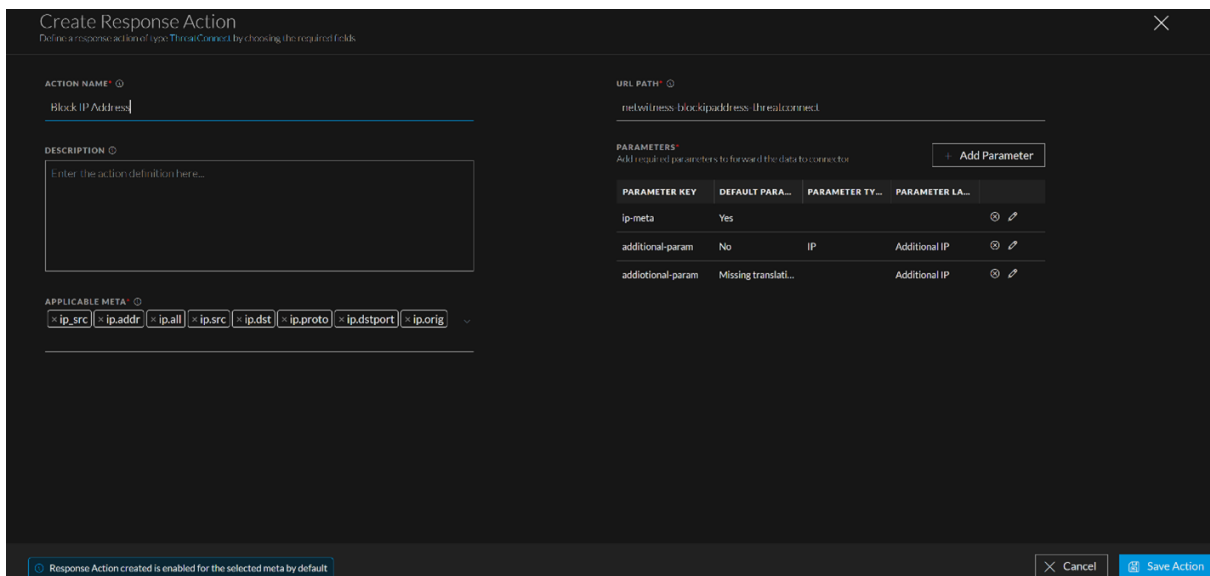 Create Response Action
Define a response action of type ThreatConnect by choosing the required fields
ACTION NAME*
Block IP Address
DESCRIPTION
Enter the action definition here...
APPLICABLE META*
× ip_src × ip.addr × ip.all × ip.src × ip.dst × ip.proto × ip.dstport × ip.orig
URL PATH*
netwitness-blockipaddress-threatconnect
PARAMETERS*
Add required parameters to forward the data to connector
+ Add Parameter
PARAMETER KEY DEFAULT PARA... PARAMETER TY... PARAMETER LA...
ip-meta Yes
additional-param No IP Additional IP
addiotional-param Missing translati... Additional IP
Response Action created is enabled for the selected meta by default
Cancel
Save Action